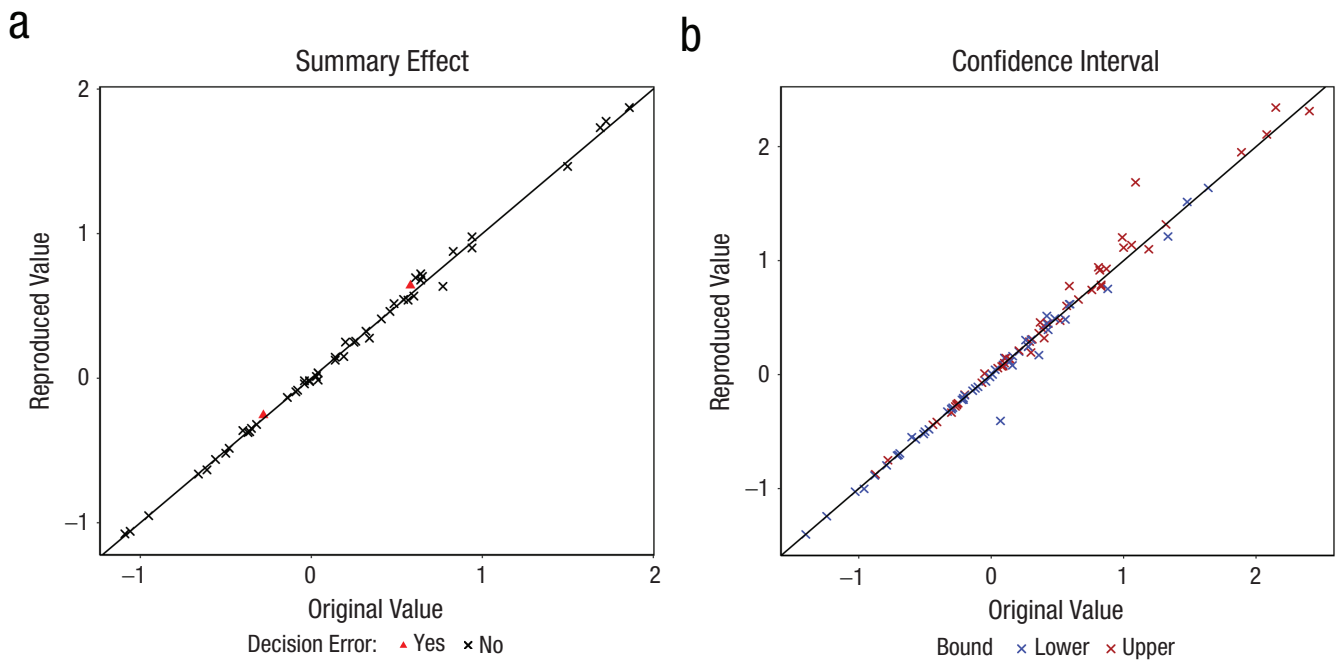 a
Summary Effect
2
1
0
−1
Reproduced Value
−1 0 1 2
Original Value
Decision Error: Yes No
b
Confidence Interval
2
1
0
−1
Reproduced Value
−1 0 1 2
Original Value
Bound Lower Upper